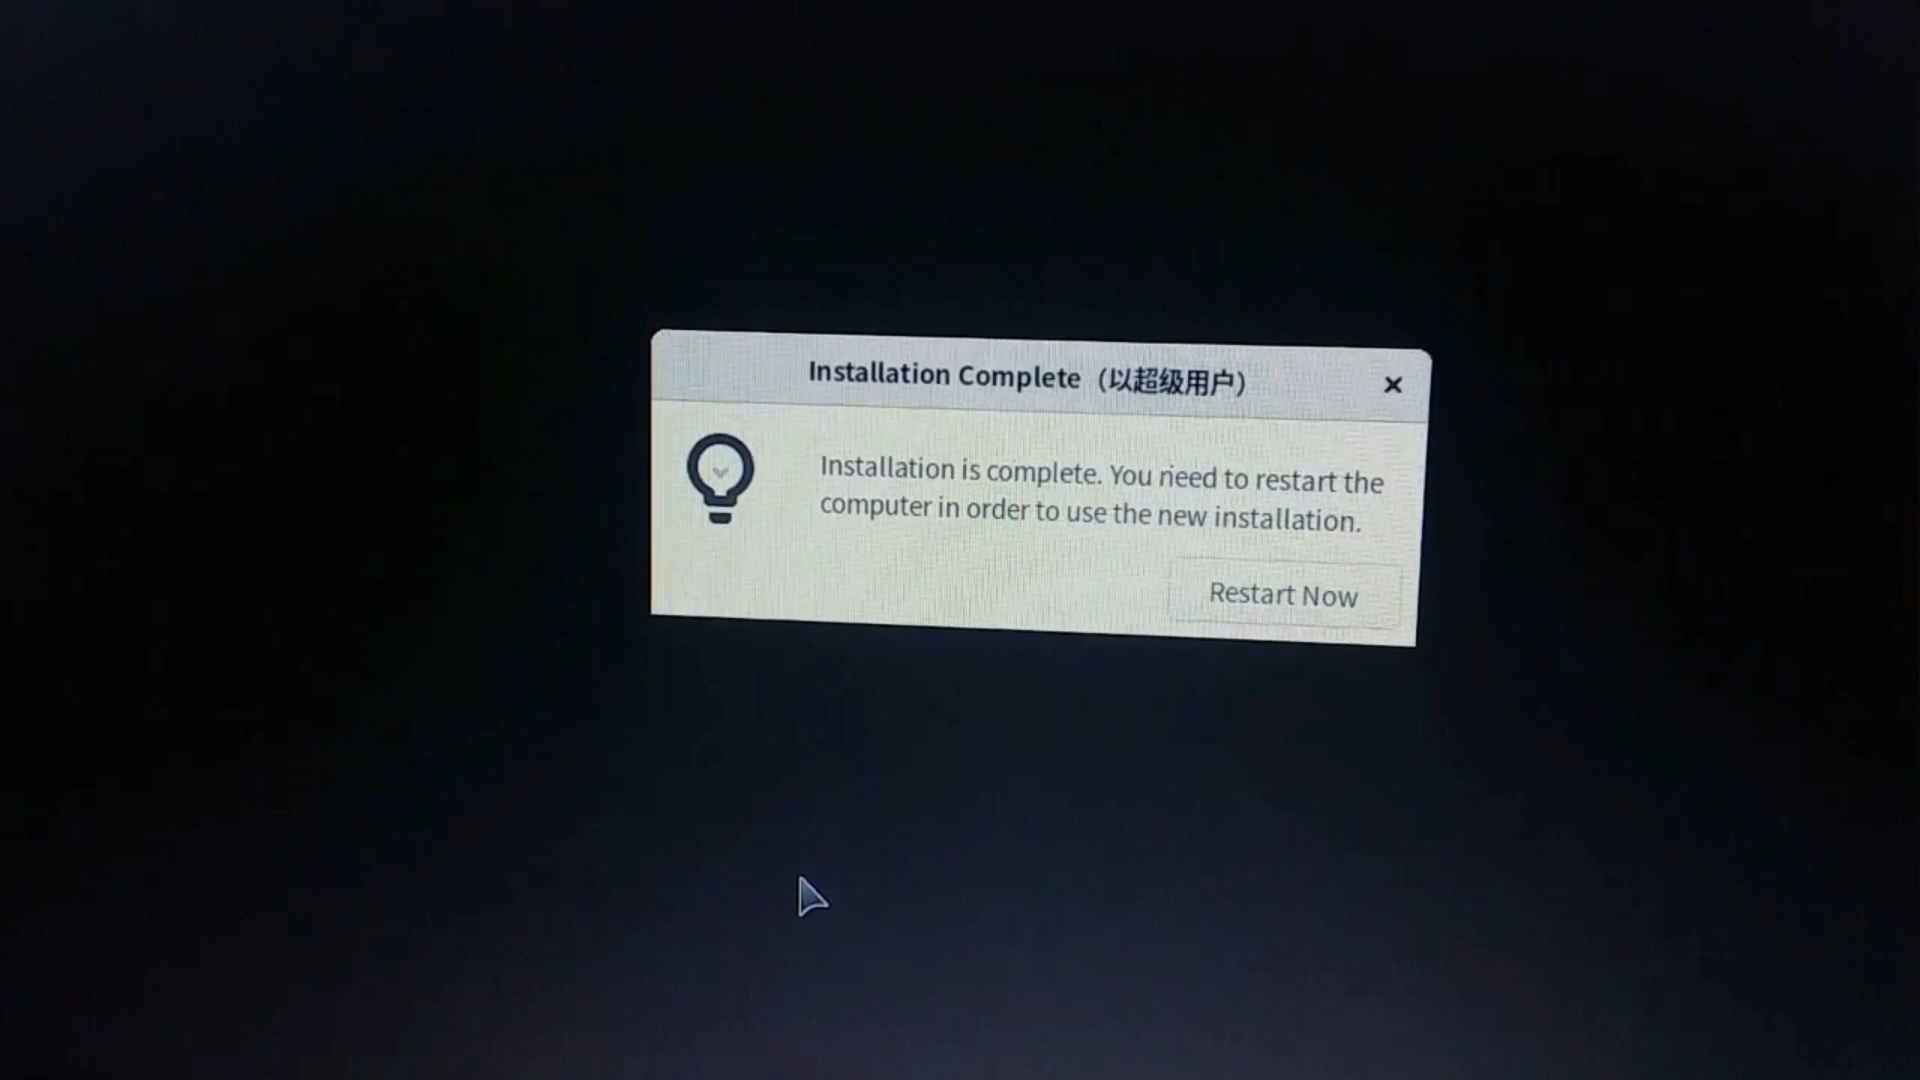 Installation Complete（以超级用户）
Installation is complete. You need to restart the
computer in order to use the new installation.
Restart Now